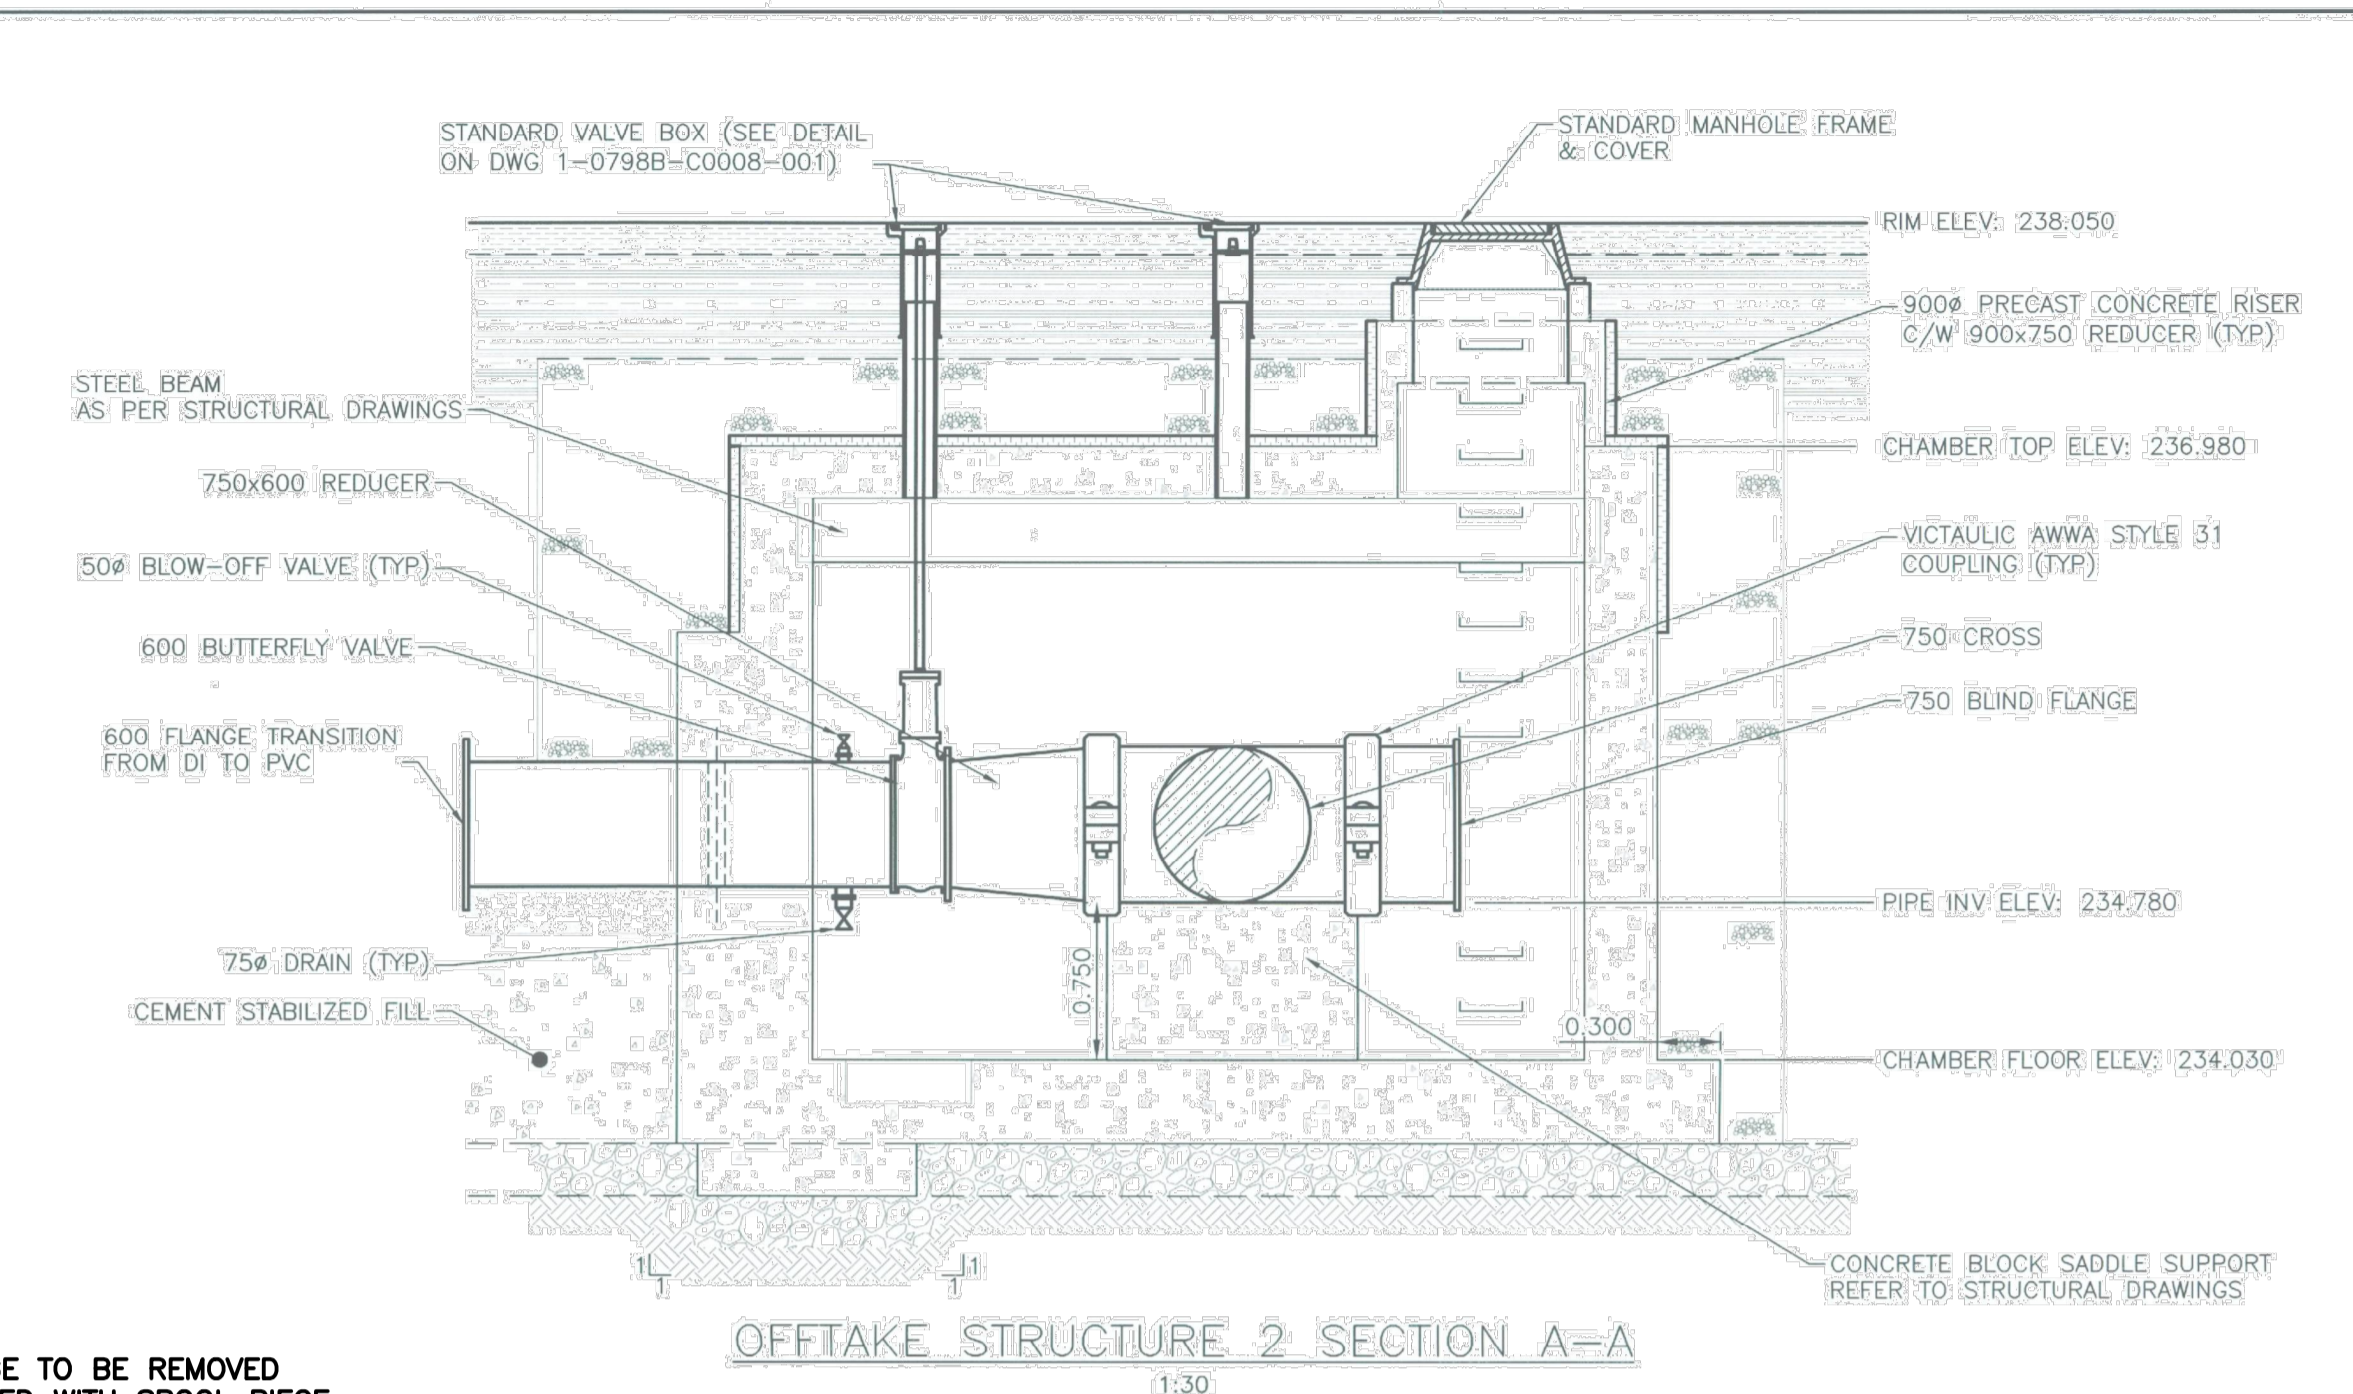 STANDARD VALVE BOX (SEE DETAIL
ON DWG 1-0798B-C0008-001)
STANDARD MANHOLE FRAME
& COVER
RIM ELEV: 238.050
900ø PRECAST CONCRETE RISER
C/W 900x750 REDUCER (TYP)
STEEL BEAM
AS PER STRUCTURAL DRAWINGS
CHAMBER TOP ELEV: 236.980
750x600 REDUCER
VICTAULIC AWWA STYLE 31
COUPLING (TYP)
50ø BLOW-OFF VALVE (TYP)
600 BUTTERFLY VALVE
750 CROSS
750 BLIND FLANGE
600 FLANGE TRANSITION
FROM DI TO PVC
PIPE INV ELEV: 234.780
75ø DRAIN (TYP)
0.750
CEMENT STABILIZED FILL
0.300
CHAMBER FLOOR ELEV: 234.030
1
1
1
1
CONCRETE BLOCK SADDLE SUPPORT
REFER TO STRUCTURAL DRAWINGS
OFFTAKE STRUCTURE 2 SECTION A-A
1:30
TO BE REMOVED
WITH SPOOL PIECE